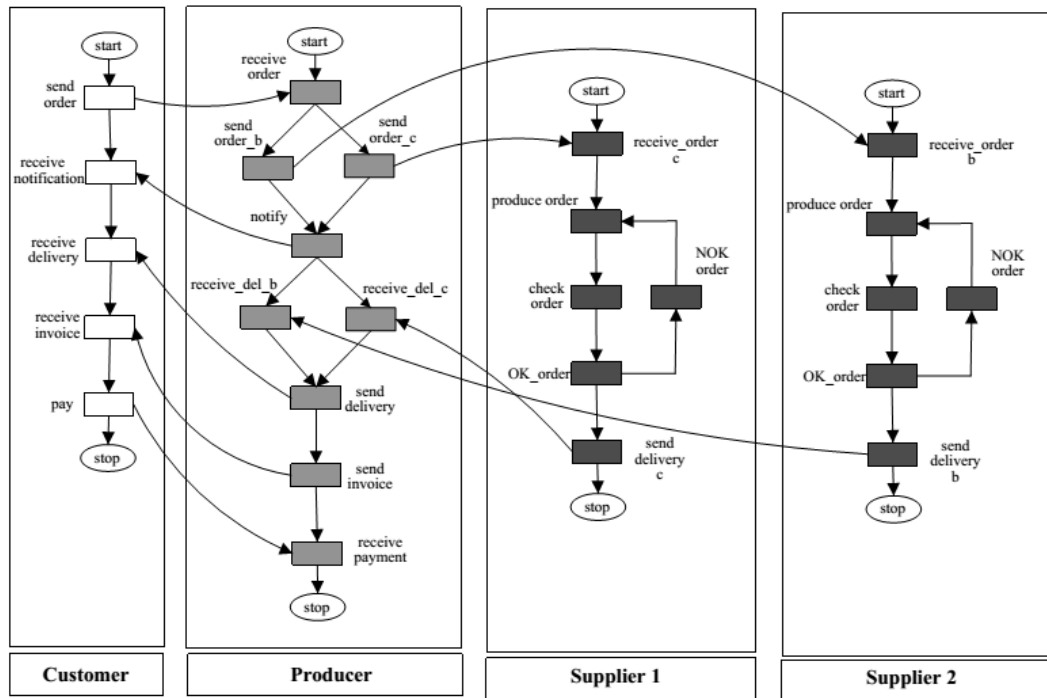 start
send
order
receive
notification
receive
delivery
receive
invoice
pay
stop
Customer
start
receive
order
send
order_b
send
order_c
notify
receive_del_b
receive_del_c
send
delivery
send
invoice
receive
payment
stop
Producer
start
receive_order
c
produce order
NOK
order
check
order
OK_order
send
delivery
c
stop
Supplier 1
start
receive_order
b
produce order
NOK
order
check
order
OK_order
send
delivery
b
stop
Supplier 2